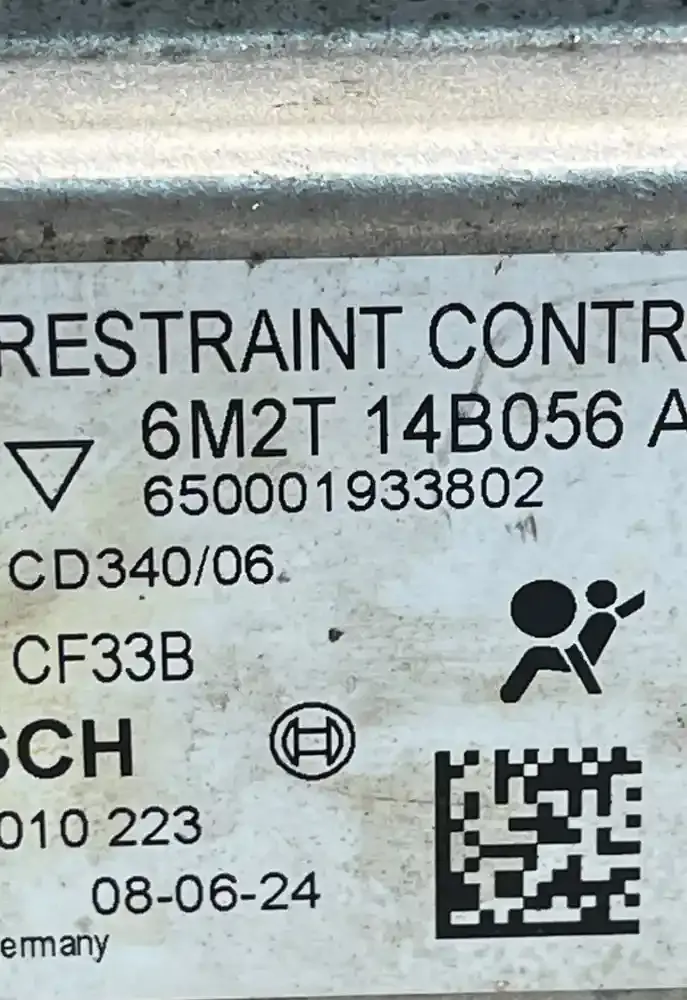 RESTRAINT CONTR
6M2T 14B056 A
650001933802
CD340/06
CF33B
SCH
010 223
08-06-24
ermany